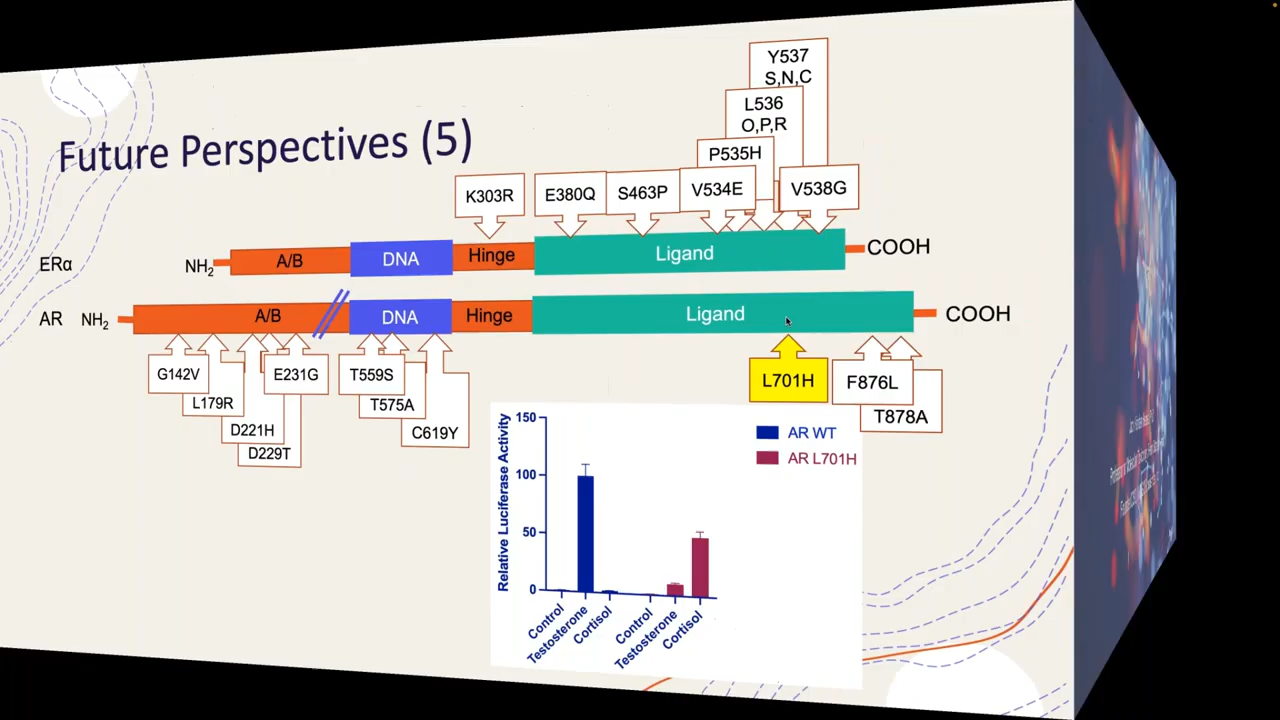 Future Perspectives (5)
Y537
S,N,C
L536
O,P,R
P535H
K303R
E380Q
S463P
V534E
V538G
ERα
NH2
A/B
DNA
Hinge
Ligand
COOH
AR
NH2
A/B
DNA
Hinge
Ligand
COOH
G142V
L179R
D221H
D229T
E231G
T559S
T575A
C619Y
L701H
F876L
T878A
Relative Luciferase Activity
150
100
50
0
AR WT
AR L701H
Control
Testosterone
Cortisol
Control
Testosterone
Cortisol